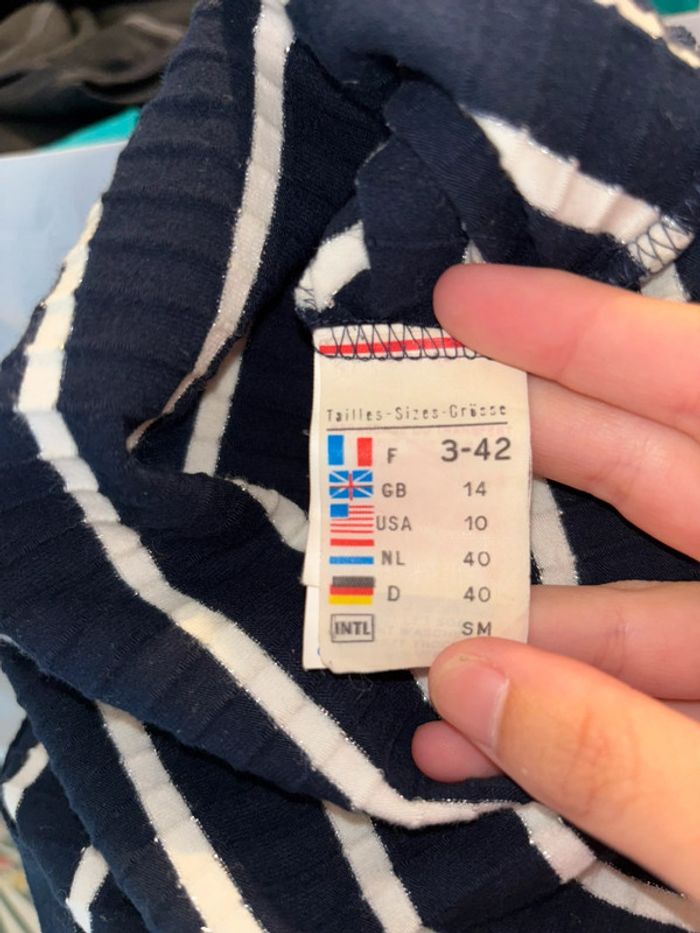 Tailles-Sizes-Grösse
F 3-42
GB 14
USA 10
NL 40
D 40
INTL SM